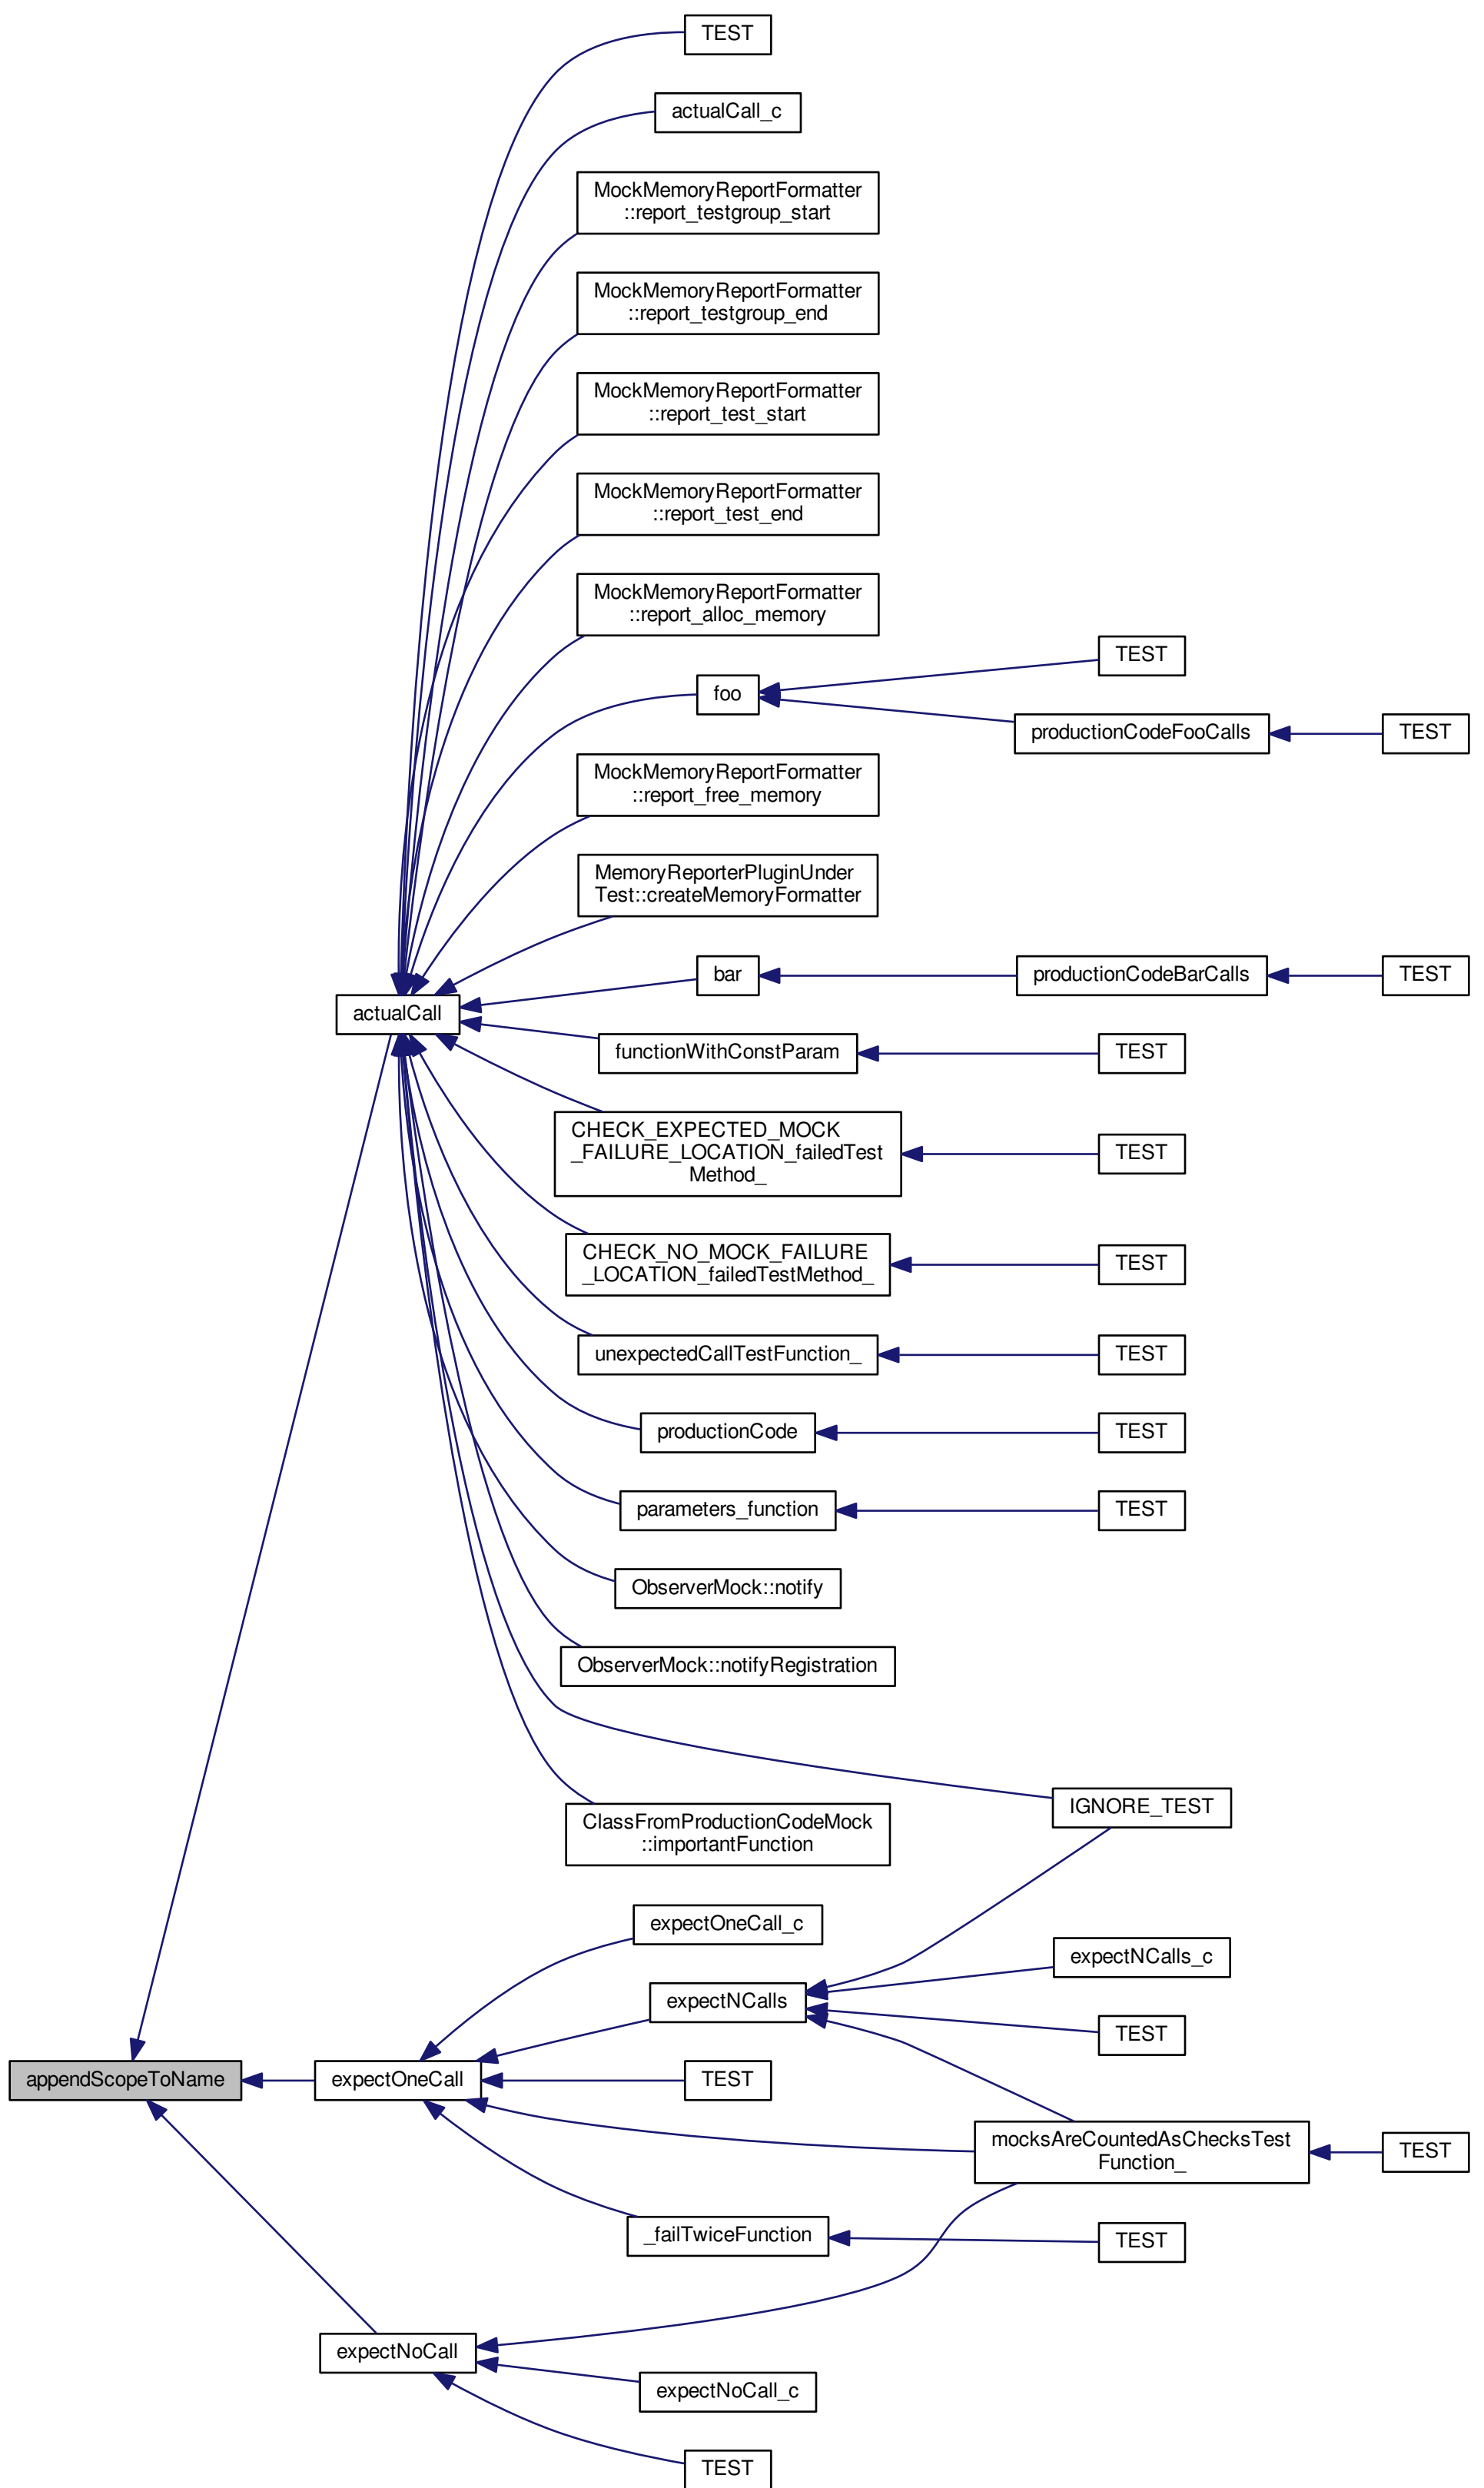 TEST
actualCall_c
MockMemoryReportFormatter
::report_testgroup_start
MockMemoryReportFormatter
::report_testgroup_end
MockMemoryReportFormatter
::report_test_start
MockMemoryReportFormatter
::report_test_end
MockMemoryReportFormatter
::report_alloc_memory
TEST
foo
productionCodeFooCalls
TEST
MockMemoryReportFormatter
::report_free_memory
MemoryReporterPluginUnder
Test::createMemoryFormatter
bar
productionCodeBarCalls
TEST
actualCall
functionWithConstParam
TEST
CHECK_EXPECTED_MOCK
_FAILURE_LOCATION_failedTest
Method_
TEST
CHECK_NO_MOCK_FAILURE
_LOCATION_failedTestMethod_
TEST
unexpectedCallTestFunction_
TEST
productionCode
TEST
parameters_function
TEST
ObserverMock::notify
ObserverMock::notifyRegistration
IGNORE_TEST
ClassFromProductionCodeMock
::importantFunction
expectOneCall_c
expectNCalls_c
expectNCalls
TEST
appendScopeToName
expectOneCall
TEST
mocksAreCountedAsChecksTest
Function_
TEST
_failTwiceFunction
TEST
expectNoCall
expectNoCall_c
TEST